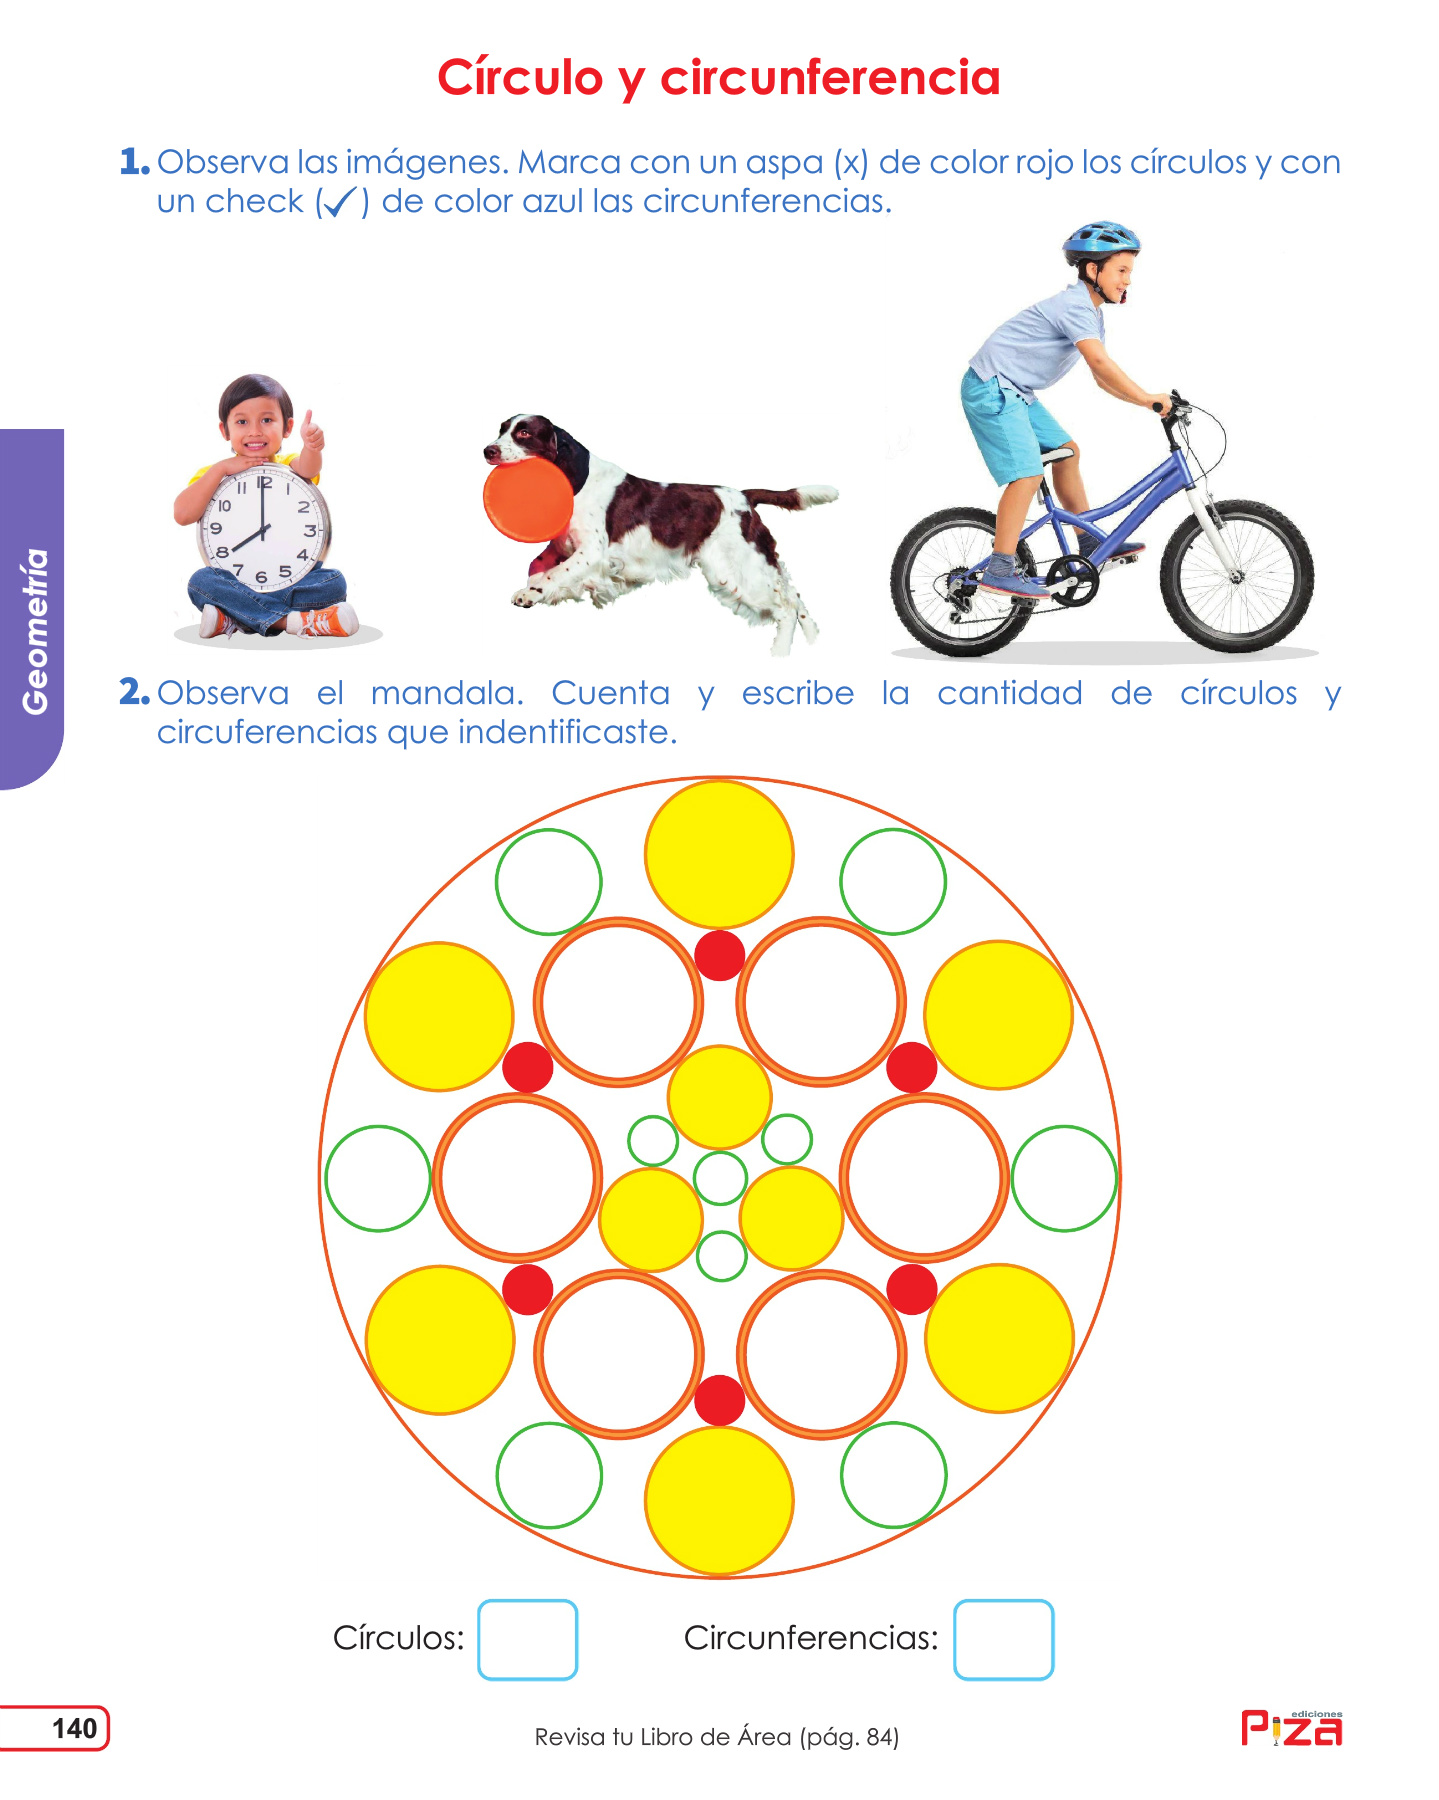 Círculo y circunferencia
1. Observa las imágenes. Marca con un aspa (x) de color rojo los círculos y con
un check (✓) de color azul las circunferencias.
11 12 1
10 2
9 3
8 4
7 6 5
Geometría
2. Observa el mandala. Cuenta y escribe la cantidad de círculos y
circuferencias que indentificaste.
Círculos:
Circunferencias:
140
Revisa tu Libro de Área (pág. 84)
ediciones
Piza